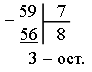 – 59 7
56 8
3 – ост.